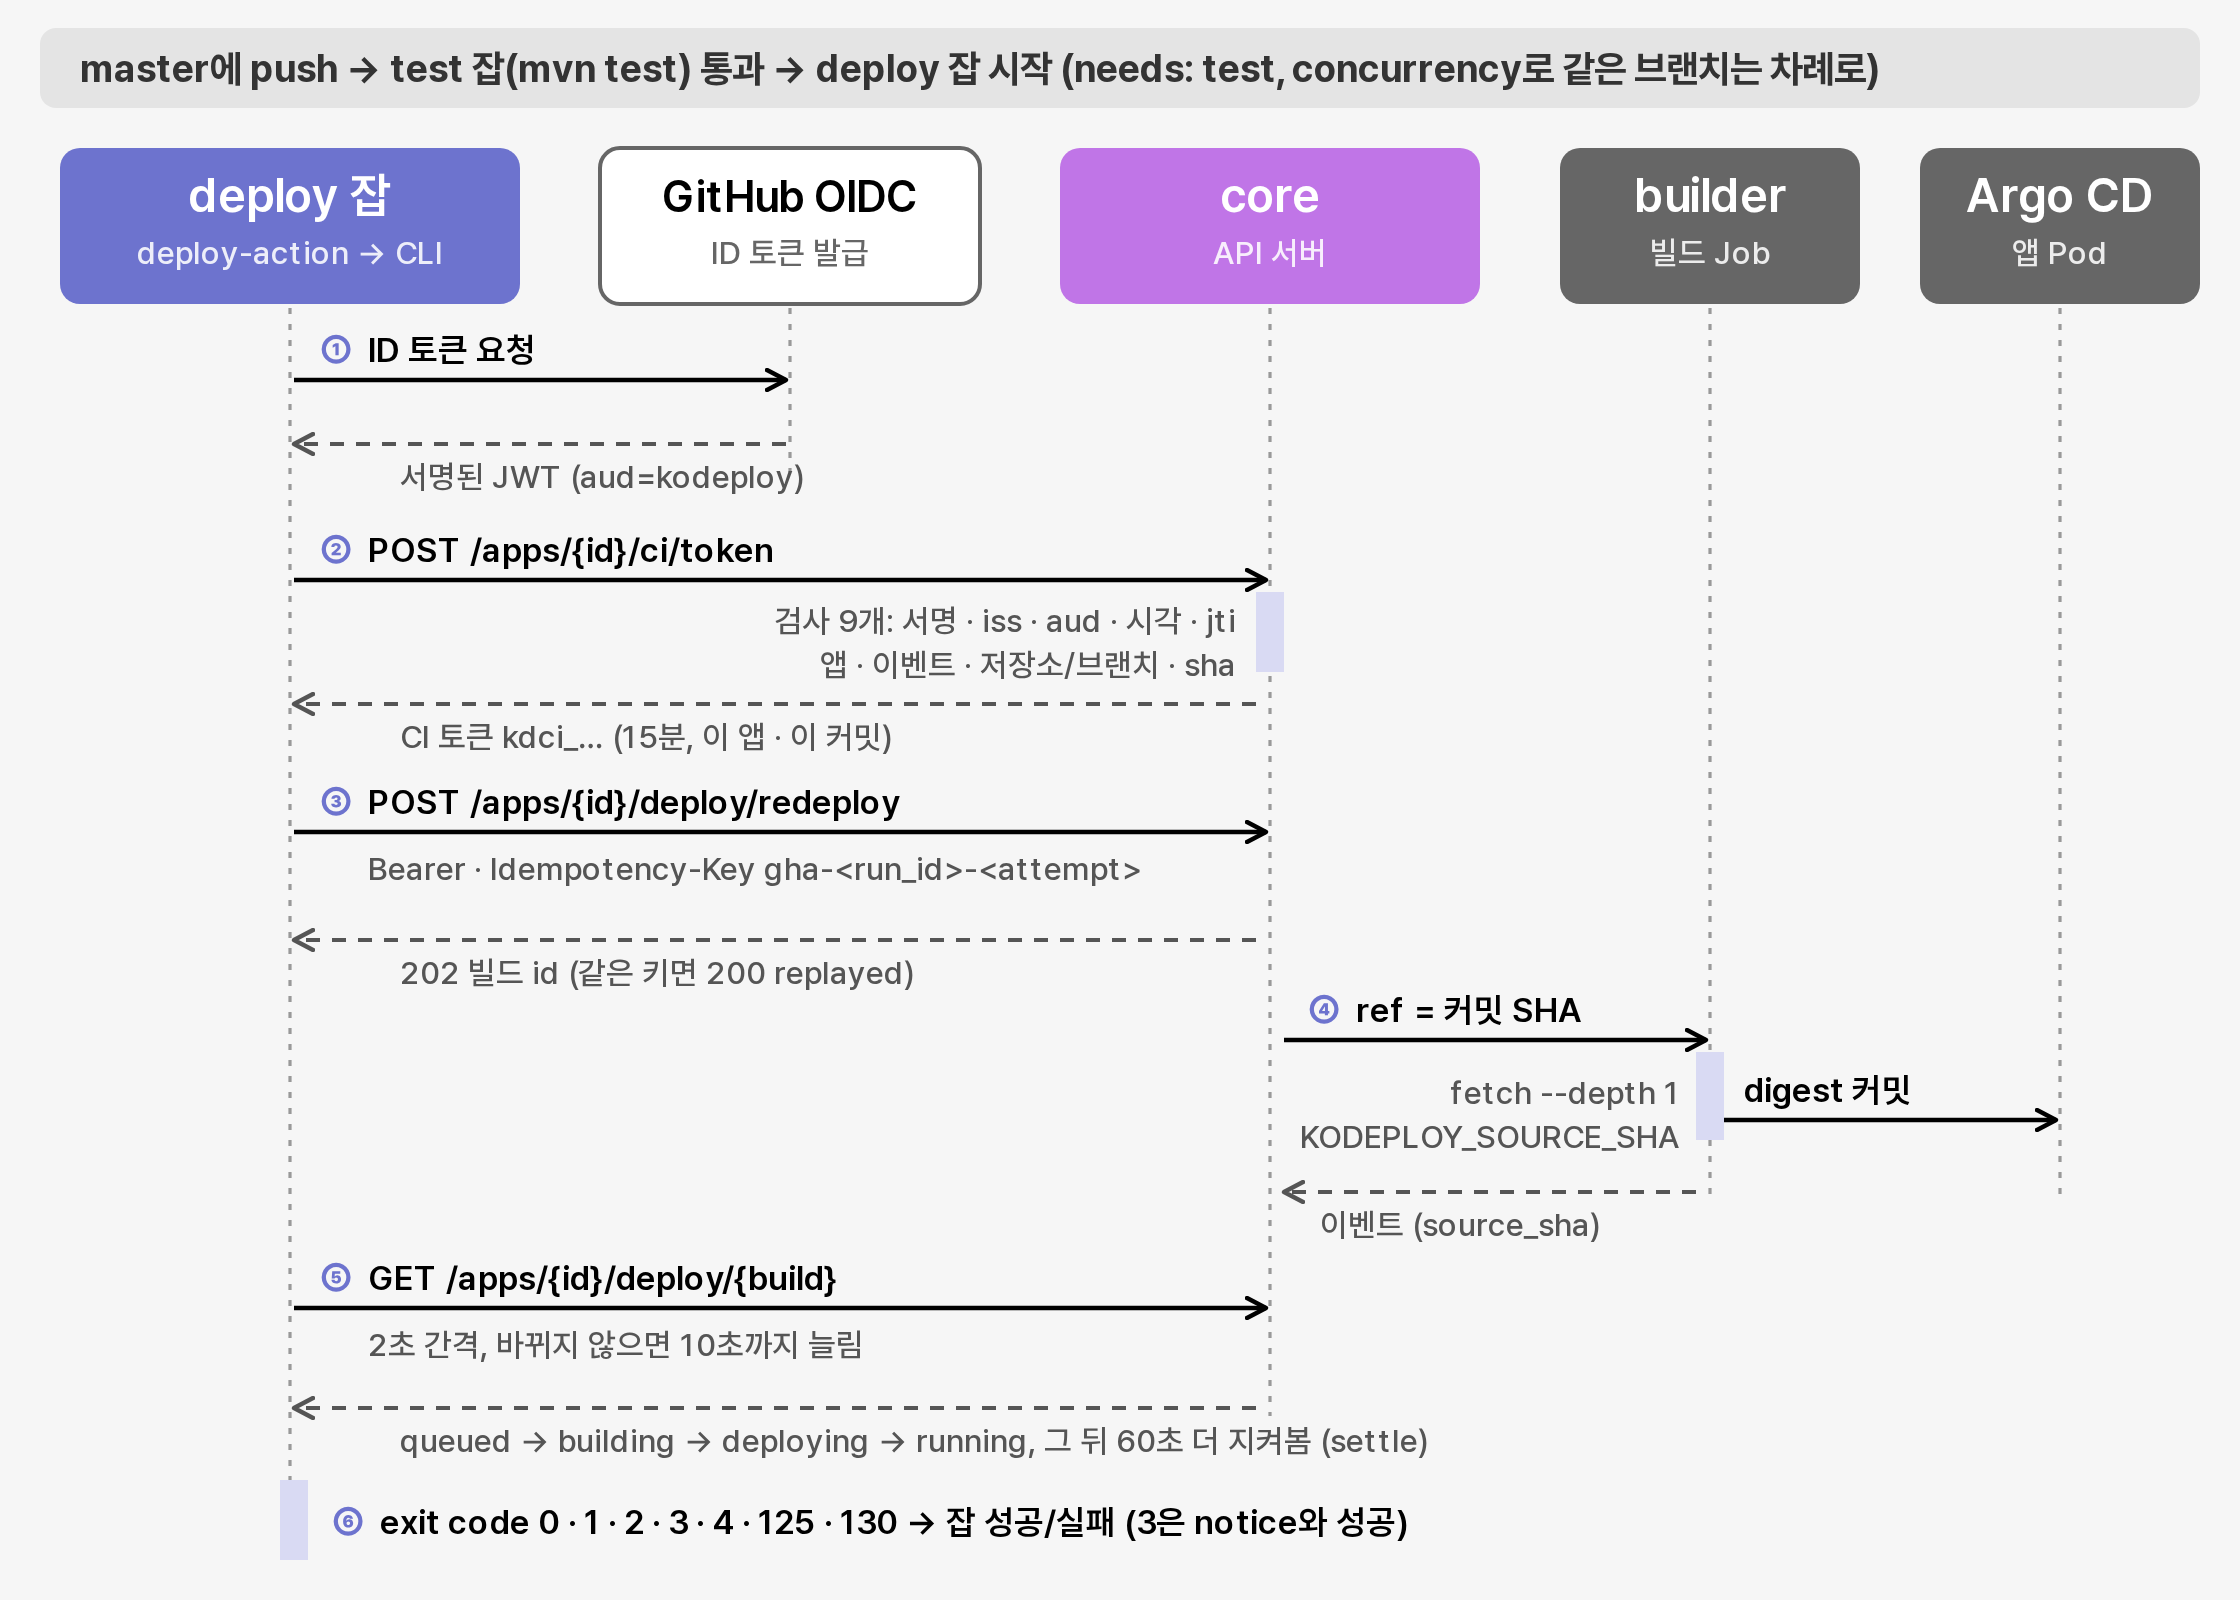 master에 push → test 잡(mvn test) 통과 → deploy 잡 시작 (needs: test, concurrency로 같은 브랜치는 차례로)
deploy 잡
deploy-action → CLI
GitHub OIDC
ID 토큰 발급
core
API 서버
builder
빌드 Job
Argo CD
앱 Pod
① ID 토큰 요청
서명된 JWT (aud=kodeploy)
② POST /apps/{id}/ci/token
검사 9개: 서명 · iss · aud · 시각 · jti
앱 · 이벤트 · 저장소/브랜치 · sha
CI 토큰 kdci_... (15분, 이 앱 · 이 커밋)
③ POST /apps/{id}/deploy/redeploy
Bearer · Idempotency-Key gha-<run_id>-<attempt>
202 빌드 id (같은 키면 200 replayed)
④ ref = 커밋 SHA
fetch --depth 1
KODEPLOY_SOURCE_SHA
digest 커밋
이벤트 (source_sha)
⑤ GET /apps/{id}/deploy/{build}
2초 간격, 바뀌지 않으면 10초까지 늘림
queued → building → deploying → running, 그 뒤 60초 더 지켜봄 (settle)
⑥ exit code 0 · 1 · 2 · 3 · 4 · 125 · 130 → 잡 성공/실패 (3은 notice와 성공)